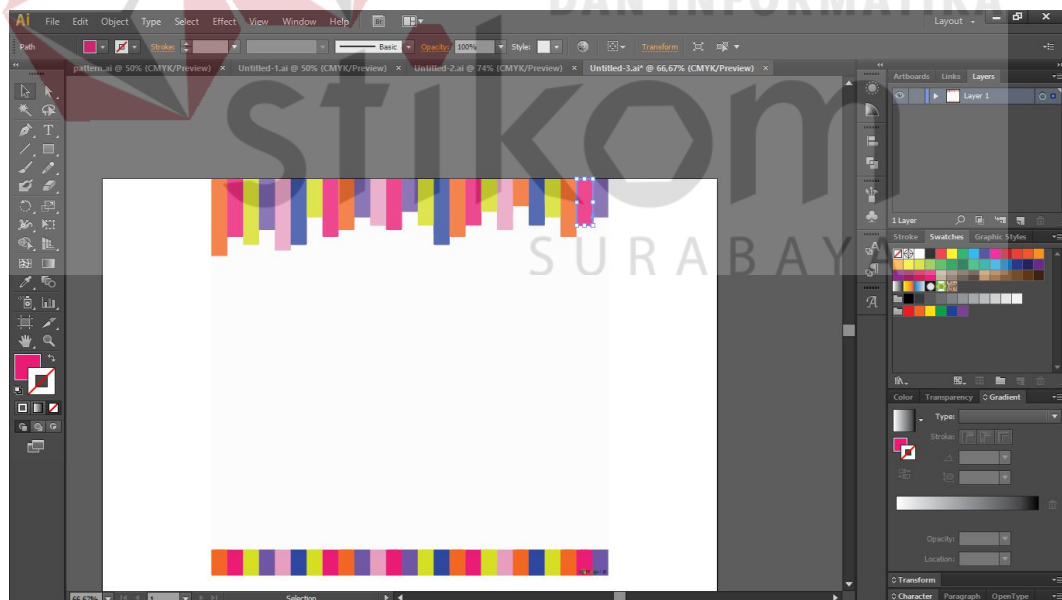 DAN INFORMATIKA
stikom
SURABAYA
Ai File Edit Object Type Select Effect View Window Help Br Layout
Path Stroke: Basic Opacity: 100% Style: Transform
pattern.ai @ 50% (CMYK/Preview) × Untitled-1.ai @ 50% (CMYK/Preview) × Untitled-2.ai @ 74% (CMYK/Preview) × Untitled-3.ai* @ 66,67% (CMYK/Preview) ×
Artboards Links Layers
Layer 1
1 Layer
Stroke Swatches Graphic Styles
Color Transparency Gradient
Type:
Stroke:
Opacity:
Location:
Transform
Character Paragraph OpenType
66,67% 1 Selection